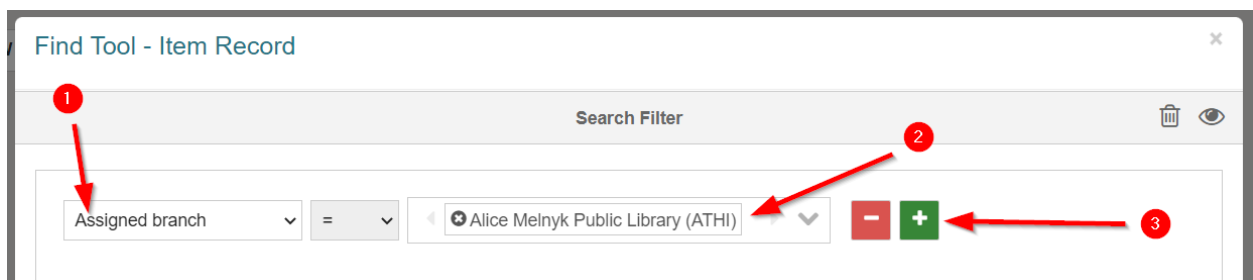 Find Tool - Item Record
×
1
Search Filter
2
Assigned branch
=
Alice Melnyk Public Library (ATHI)
−
+
3